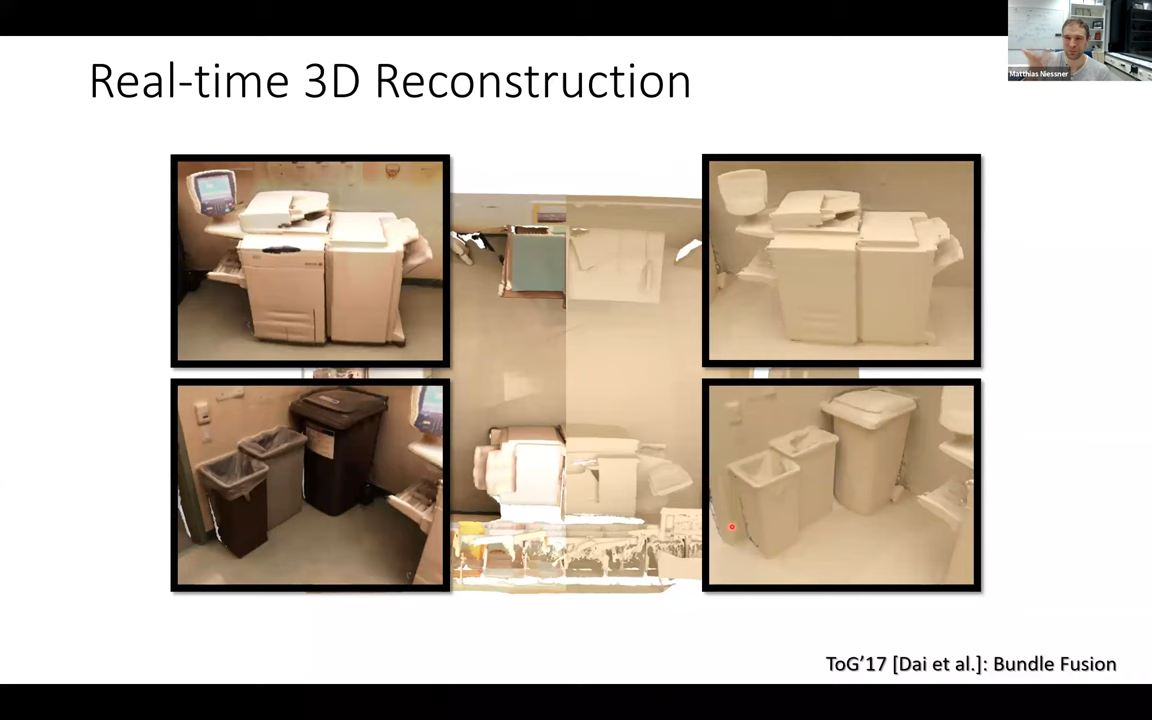 Real-time 3D Reconstruction
Matthias Niessner
ToG’17 [Dai et al.]: Bundle Fusion